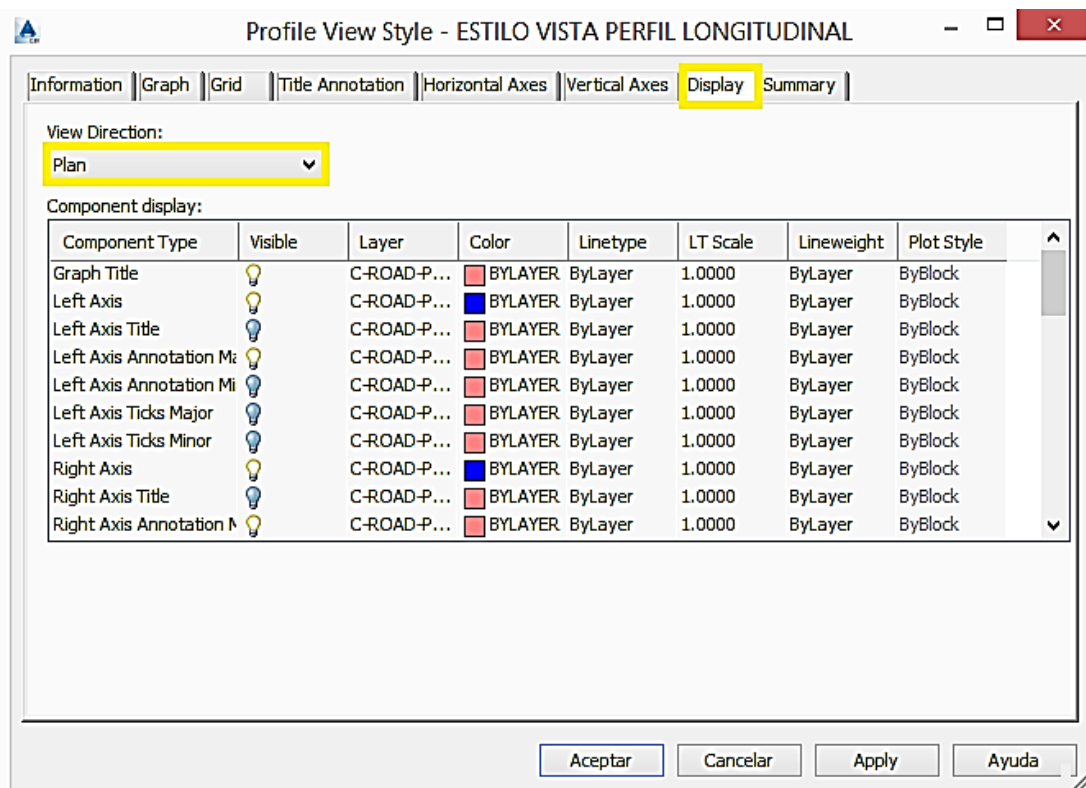 Profile View Style - ESTILO VISTA PERFIL LONGITUDINAL
Information Graph Grid Title Annotation Horizontal Axes Vertical Axes Display Summary
View Direction:
Plan
Component display:
Component Type Visible Layer Color Linetype LT Scale Lineweight Plot Style
Graph Title C-ROAD-P... BYLAYER ByLayer 1.0000 ByLayer ByBlock
Left Axis C-ROAD-P... BYLAYER ByLayer 1.0000 ByLayer ByBlock
Left Axis Title C-ROAD-P... BYLAYER ByLayer 1.0000 ByLayer ByBlock
Left Axis Annotation Ma C-ROAD-P... BYLAYER ByLayer 1.0000 ByLayer ByBlock
Left Axis Annotation Mi C-ROAD-P... BYLAYER ByLayer 1.0000 ByLayer ByBlock
Left Axis Ticks Major C-ROAD-P... BYLAYER ByLayer 1.0000 ByLayer ByBlock
Left Axis Ticks Minor C-ROAD-P... BYLAYER ByLayer 1.0000 ByLayer ByBlock
Right Axis C-ROAD-P... BYLAYER ByLayer 1.0000 ByLayer ByBlock
Right Axis Title C-ROAD-P... BYLAYER ByLayer 1.0000 ByLayer ByBlock
Right Axis Annotation C-ROAD-P... BYLAYER ByLayer 1.0000 ByLayer ByBlock
Aceptar Cancelar Apply Ayuda